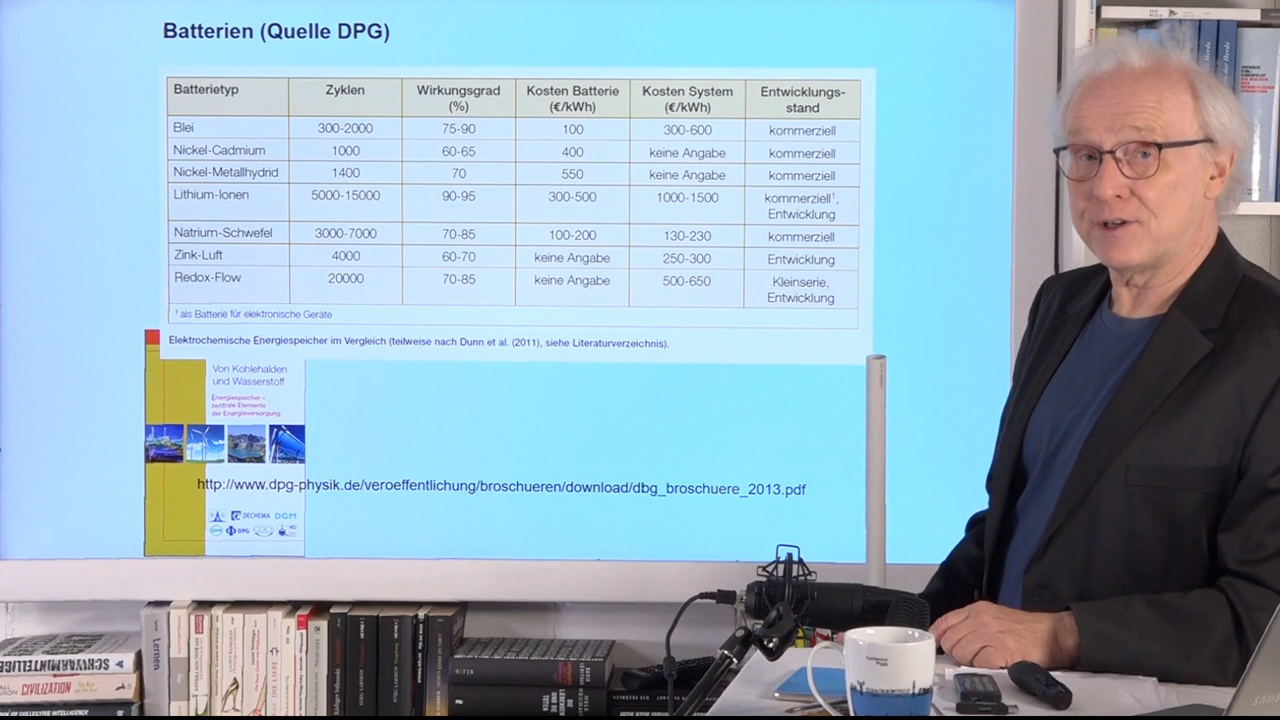 Batterien (Quelle DPG)
Batterietyp Zyklen Wirkungsgrad (%) Kosten Batterie (€/kWh) Kosten System (€/kWh) Entwicklungs-stand
Blei 300-2000 75-90 100 300-600 kommerziell
Nickel-Cadmium 1000 60-65 400 keine Angabe kommerziell
Nickel-Metallhydrid 1400 70 550 keine Angabe kommerziell
Lithium-Ionen 5000-15000 90-95 300-500 1000-1500 kommerziell¹, Entwicklung
Natrium-Schwefel 3000-7000 70-85 100-200 130-230 kommerziell
Zink-Luft 4000 60-70 keine Angabe 250-300 Entwicklung
Redox-Flow 20000 70-85 keine Angabe 500-650 Kleinserie, Entwicklung
¹ als Batterie für elektronische Geräte
Elektrochemische Energiespeicher im Vergleich (teilweise nach Dunn et al. (2011), siehe Literaturverzeichnis).
Von Kohlehalden
und Wasserstoff
Energiespeicher –
zentrale Elemente
der Energieversorgung
http://www.dpg-physik.de/veroeffentlichung/broschueren/download/dbg_broschuere_2013.pdf
DECHEMA DGM
DPG
Lernen
SCHWARMINTELLIGE
CIVILIZATION
OF COLLECTIVE INTELLIGENCE
Fachbereich
Physik